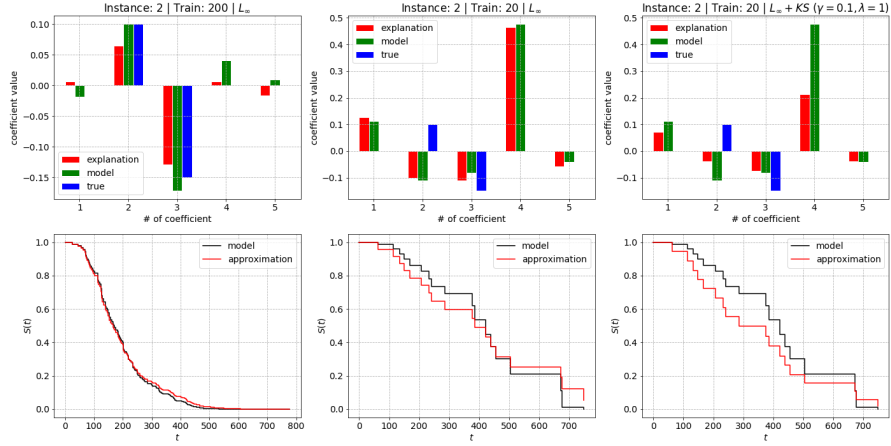 Instance: 2 | Train: 200 | L∞
coefficient value
0.10
0.05
0.00
−0.05
−0.10
−0.15
explanation
model
true
1 2 3 4 5
# of coefficient
Instance: 2 | Train: 20 | L∞
coefficient value
0.5
0.4
0.3
0.2
0.1
0.0
−0.1
explanation
model
true
1 2 3 4 5
# of coefficient
Instance: 2 | Train: 20 | L∞ + KS (γ = 0.1, λ = 1)
coefficient value
0.5
0.4
0.3
0.2
0.1
0.0
−0.1
explanation
model
true
1 2 3 4 5
# of coefficient
S(t)
1.0
0.8
0.6
0.4
0.2
0.0
model
approximation
0 100 200 300 400 500 600 700 800
t
S(t)
1.0
0.8
0.6
0.4
0.2
0.0
model
approximation
0 100 200 300 400 500 600 700
t
S(t)
1.0
0.8
0.6
0.4
0.2
0.0
model
approximation
0 100 200 300 400 500 600 700
t